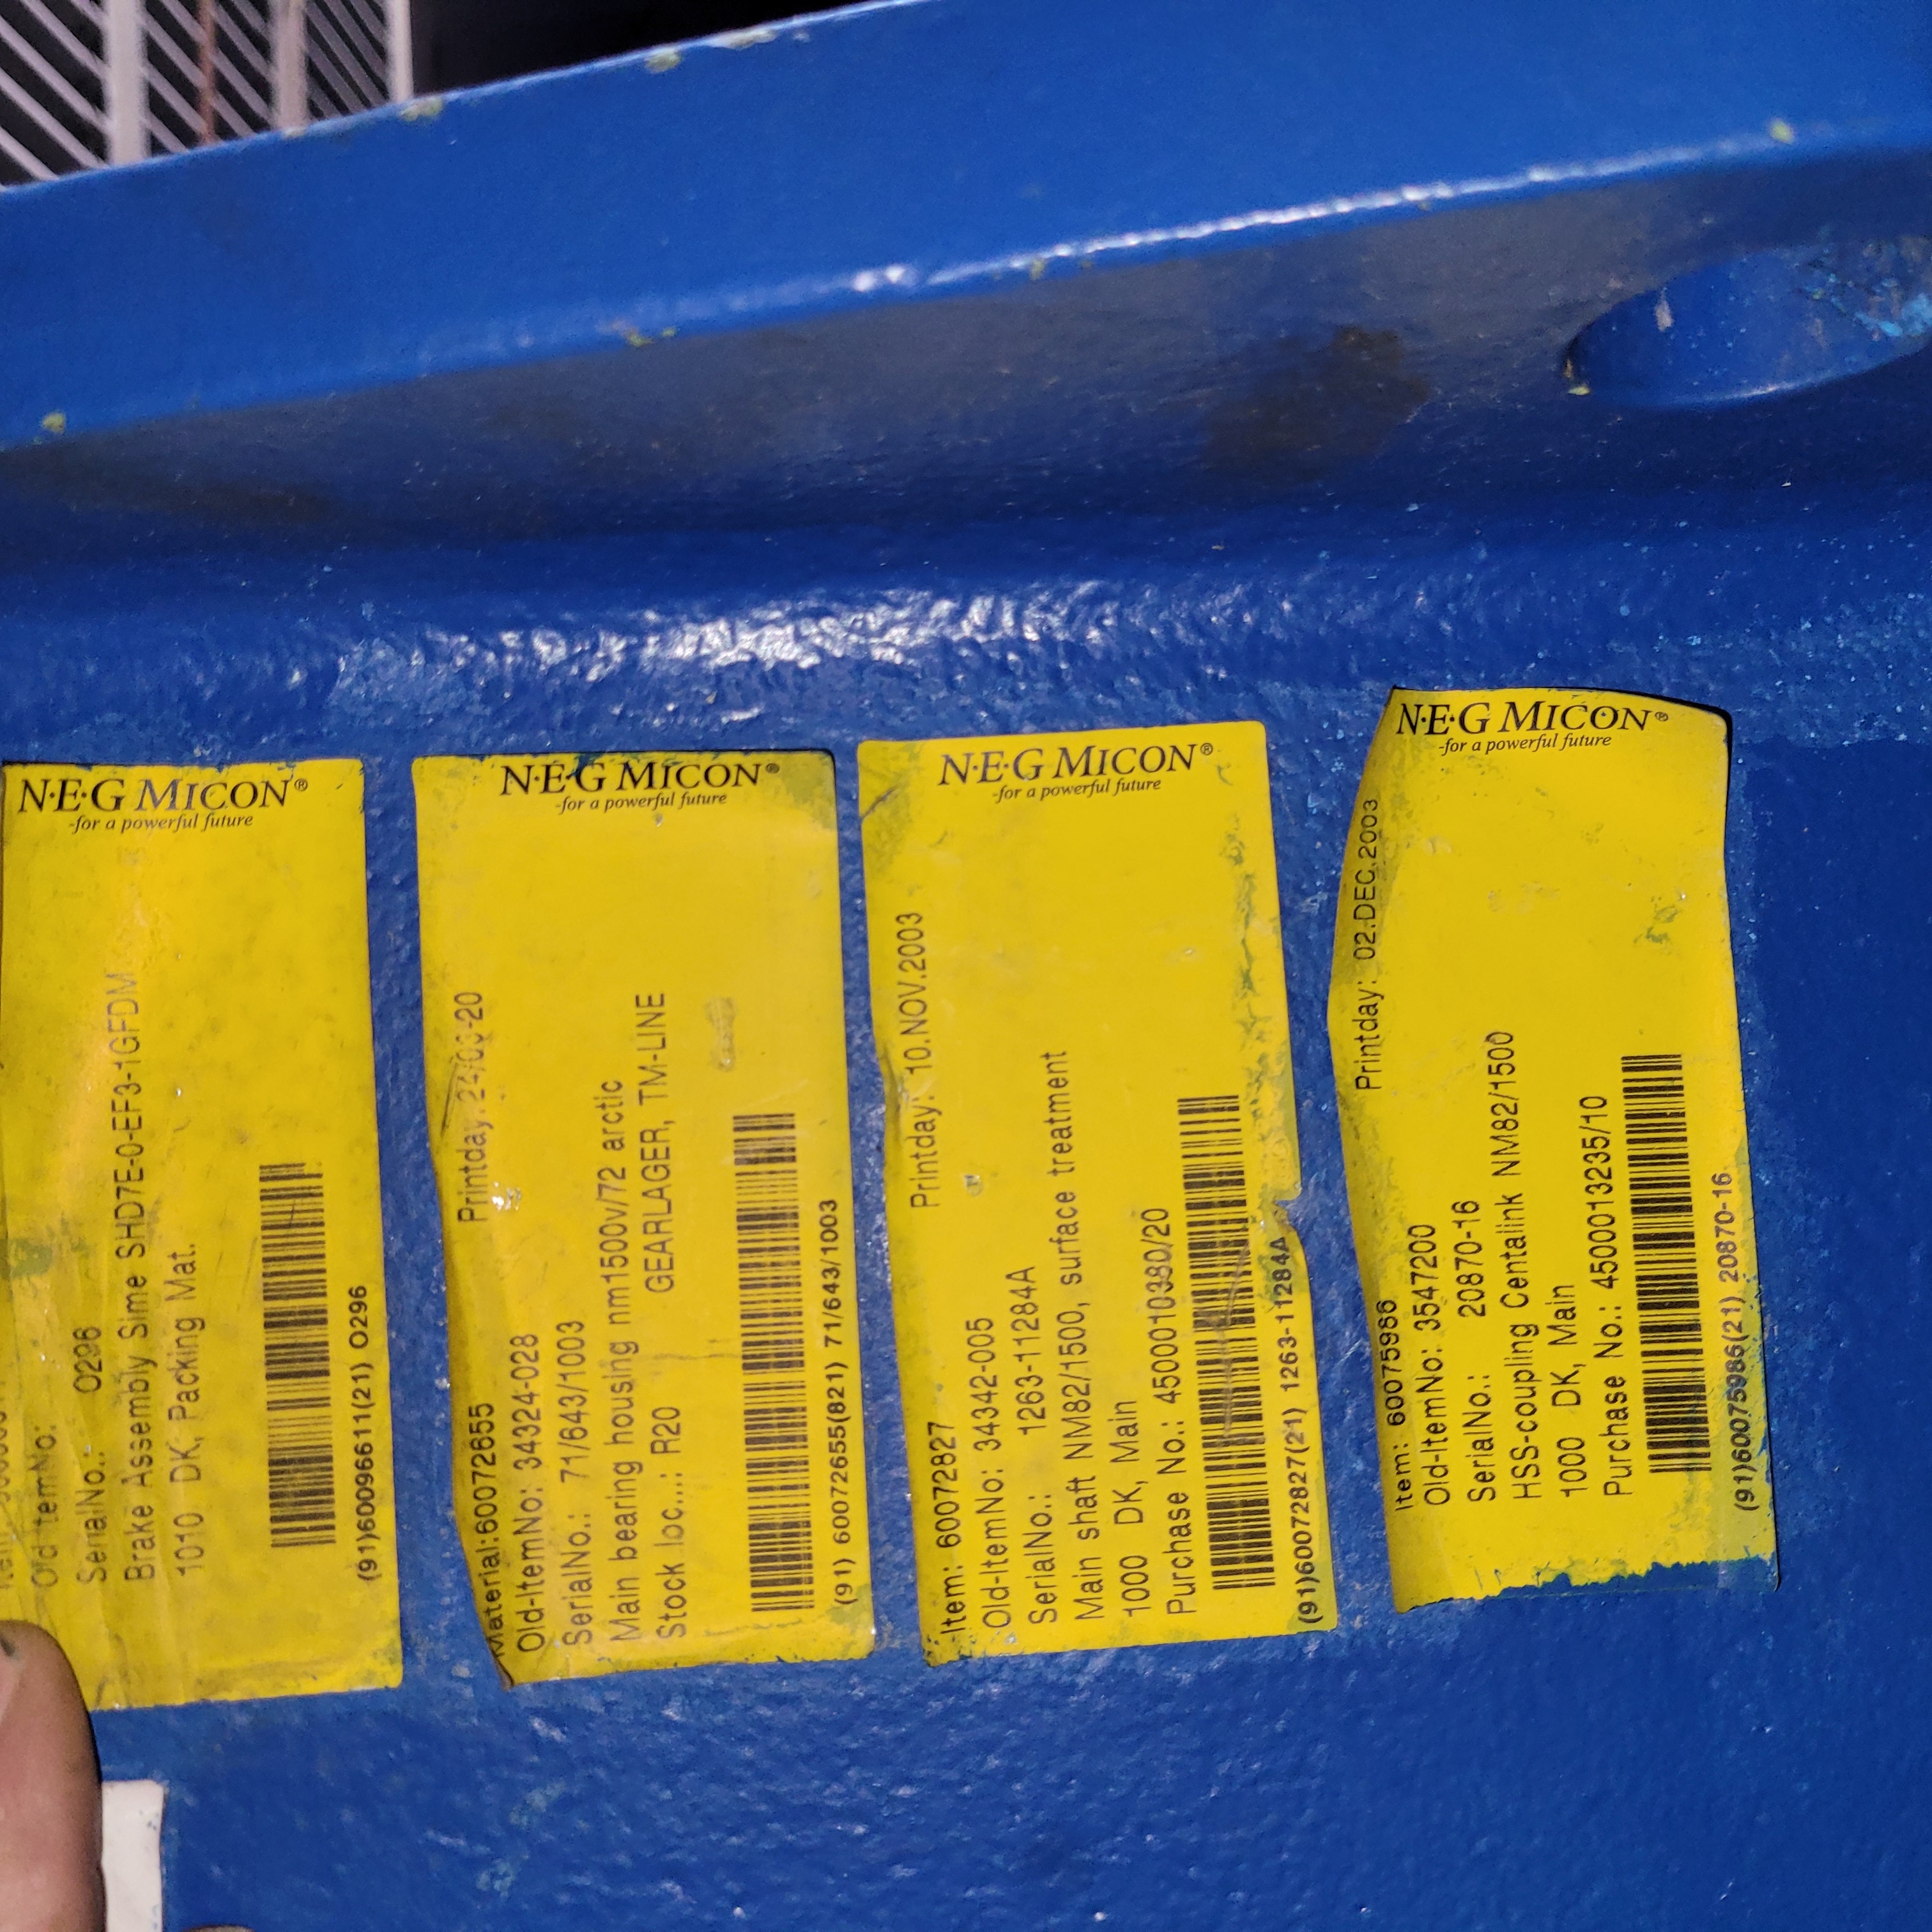 N·E·G MICON®
-for a powerful future
Old ItemNo:
SerialNo.: O296
Brake Assembly Sime SHD7E-0-EF3-1GFDM
1010 DK, Packing Mat.
(91)60096611(21) O296
N·E·G MICON®
-for a powerful future
Printday:
Material:60072655
Old-ItemNo: 34324-028
SerialNo.: 71/643/1003
Main bearing housing nm1500v/72 arctic
Stock loc...: R20 GEARLAGER, TM-LINE
(91) 60072655(821) 71/643/1003
N·E·G MICON®
-for a powerful future
Printday: 10.NOV.2003
Item: 60072827
Old-ItemNo: 34342-005
SerialNo.: 1263-11284A
Main shaft NM82/1500, surface treatment
1000 DK, Main
Purchase No.: 4500010380/20
(91)60072827(21) 1263-11284A
N·E·G MICON®
-for a powerful future
Printday: 02.DEC.2003
Item: 60075986
Old-ItemNo: 3547200
SerialNo.: 20870-16
HSS-coupling Centalink NM82/1500
1000 DK, Main
Purchase No.: 4500013235/10
(91)60075986(21) 20870-16